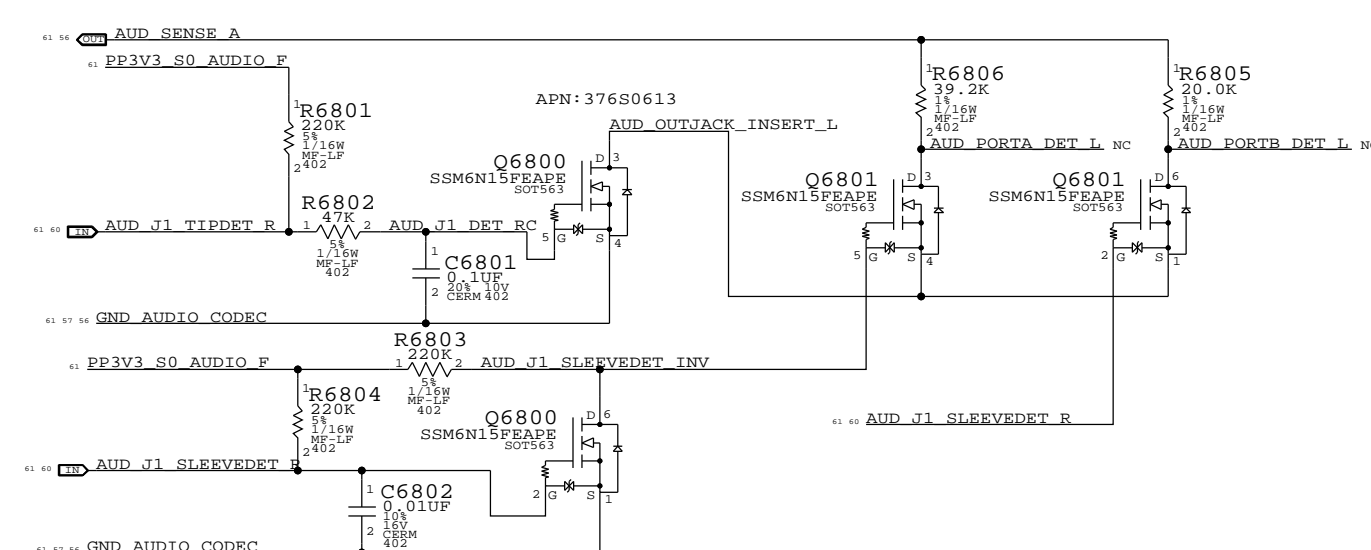 61 56 OUT AUD_SENSE_A
61 PP3V3_S0_AUDIO_F
1
R6801
220K
5%
1/16W
MF-LF
402
2
APN:376S0613
AUD_OUTJACK_INSERT_L
1
R6806
39.2K
1%
1/16W
MF-LF
402
2
AUD_PORTA_DET_L NC
1
R6805
20.0K
1%
1/16W
MF-LF
402
2
AUD_PORTB_DET_L
Q6800
SSM6N15FEAPE
SOT563
D 3
5 G S 4
Q6801
SSM6N15FEAPE
SOT563
D 3
5 G S 4
Q6801
SSM6N15FEAPE
SOT563
D 6
2 G S 1
61 60 IN AUD_J1_TIPDET_R
R6802
47K
1 2
5%
1/16W
MF-LF
402
AUD_J1_DET_RC
1
C6801
0.1UF
20% 10V
CERM 402
2
61 57 56 GND_AUDIO_CODEC
61 PP3V3_S0_AUDIO_F
R6803
220K
1 2
5%
1/16W
MF-LF
402
AUD_J1_SLEEVEDET_INV
1
R6804
220K
5%
1/16W
MF-LF
402
2
Q6800
SSM6N15FEAPE
SOT563
D 6
2 G S 1
61 60 AUD_J1_SLEEVEDET_R
61 60 IN AUD_J1_SLEEVEDET_R
1
C6802
0.01UF
10%
16V
CERM
402
2
61 57 56 GND_AUDIO_CODEC